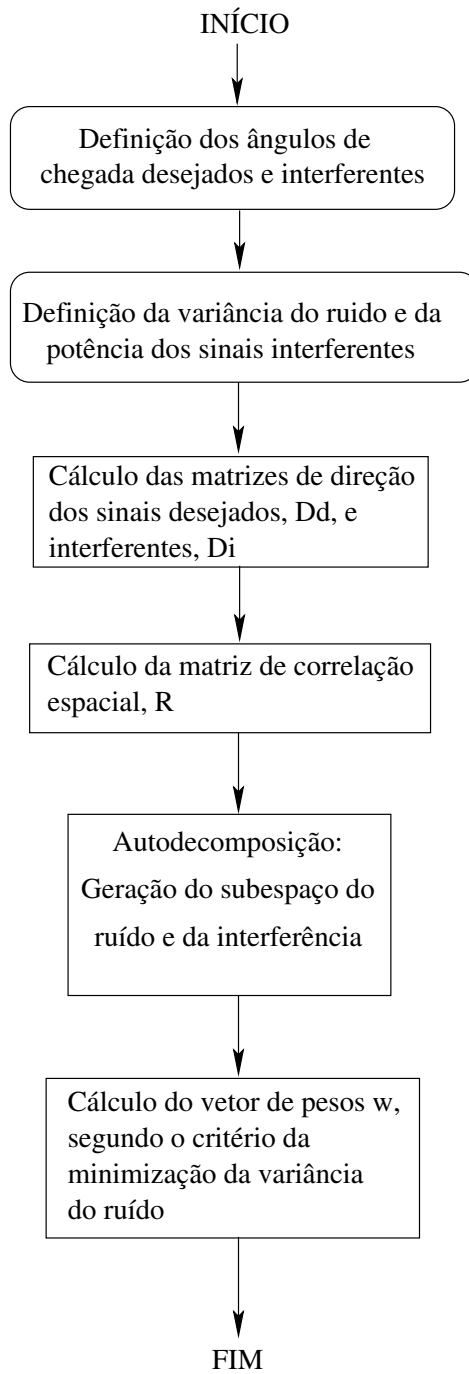 INÍCIO
Definição dos ângulos de
chegada desejados e interferentes
Definição da variância do ruido e da
potência dos sinais interferentes
Cálculo das matrizes de direção
dos sinais desejados, Dd, e
interferentes, Di
Cálculo da matriz de correlação
espacial, R
Autodecomposição:
Geração do subespaço do
ruído e da interferência
Cálculo do vetor de pesos w,
segundo o critério da
minimização da variância
do ruído
FIM